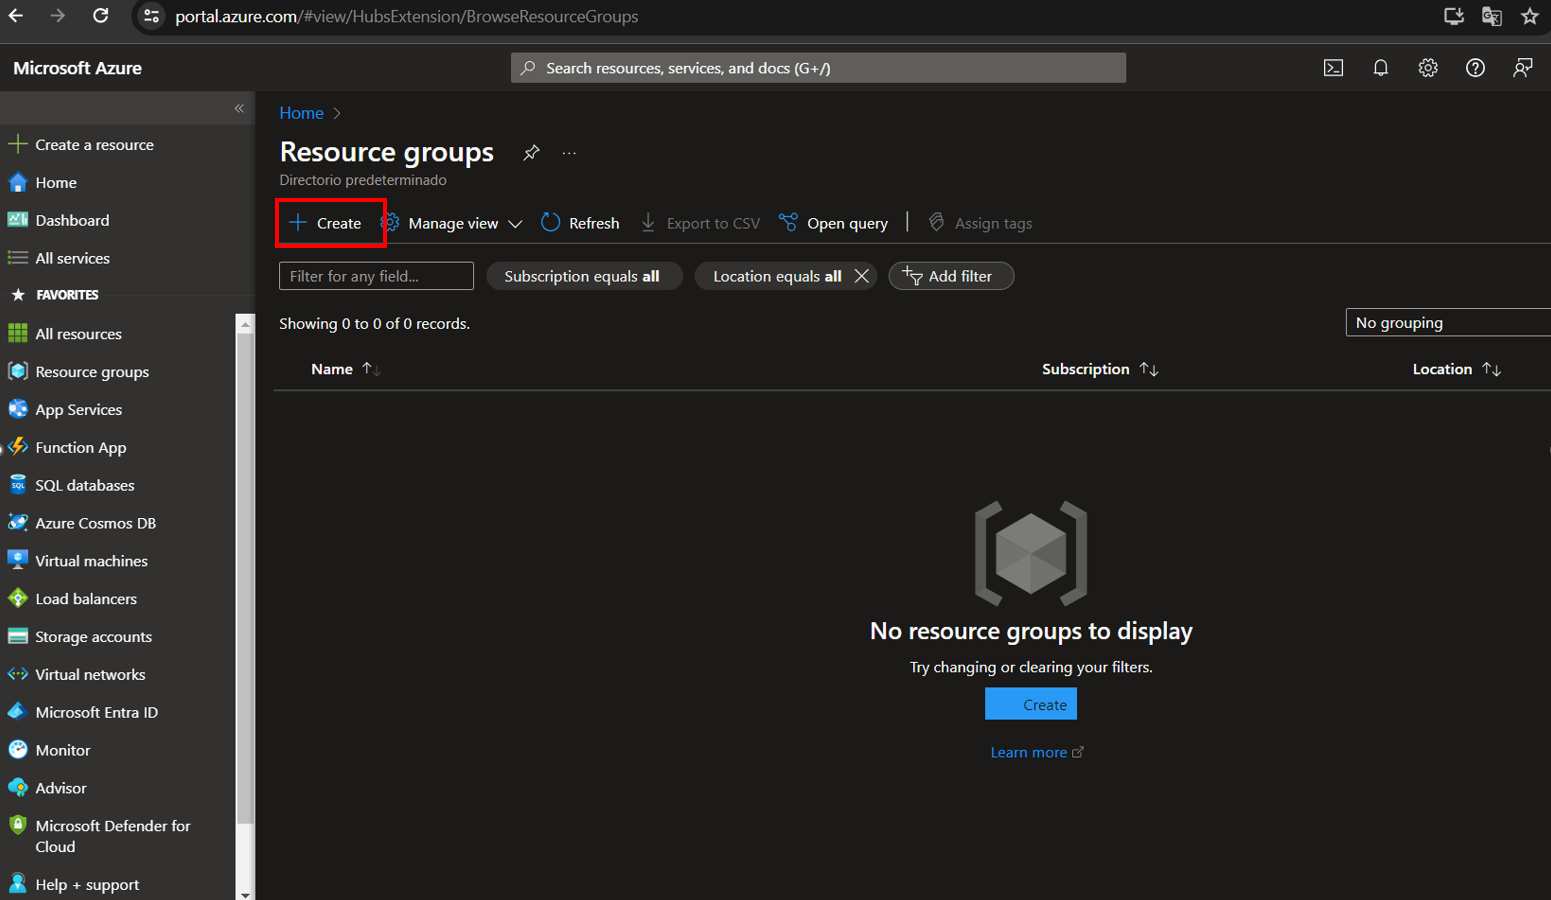 portal.azure.com/#view/HubsExtension/BrowseResourceGroups
Microsoft Azure
Search resources, services, and docs (G+/)
Create a resource
Home
Dashboard
All services
FAVORITES
All resources
Resource groups
App Services
Function App
SQL databases
Azure Cosmos DB
Virtual machines
Load balancers
Storage accounts
Virtual networks
Microsoft Entra ID
Monitor
Advisor
Microsoft Defender for
Cloud
Help + support
Home >
Resource groups
Directorio predeterminado
Create Manage view Refresh Export to CSV Open query Assign tags
Filter for any field... Subscription equals all Location equals all Add filter
Showing 0 to 0 of 0 records.
No grouping
Name Subscription Location
No resource groups to display
Try changing or clearing your filters.
Create
Learn more